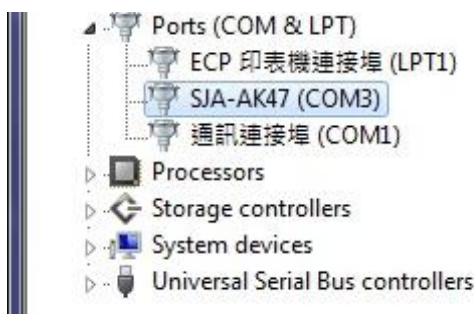 Ports (COM & LPT)
ECP 印表機連接埠 (LPT1)
SJA-AK47 (COM3)
通訊連接埠 (COM1)
Processors
Storage controllers
System devices
Universal Serial Bus controllers